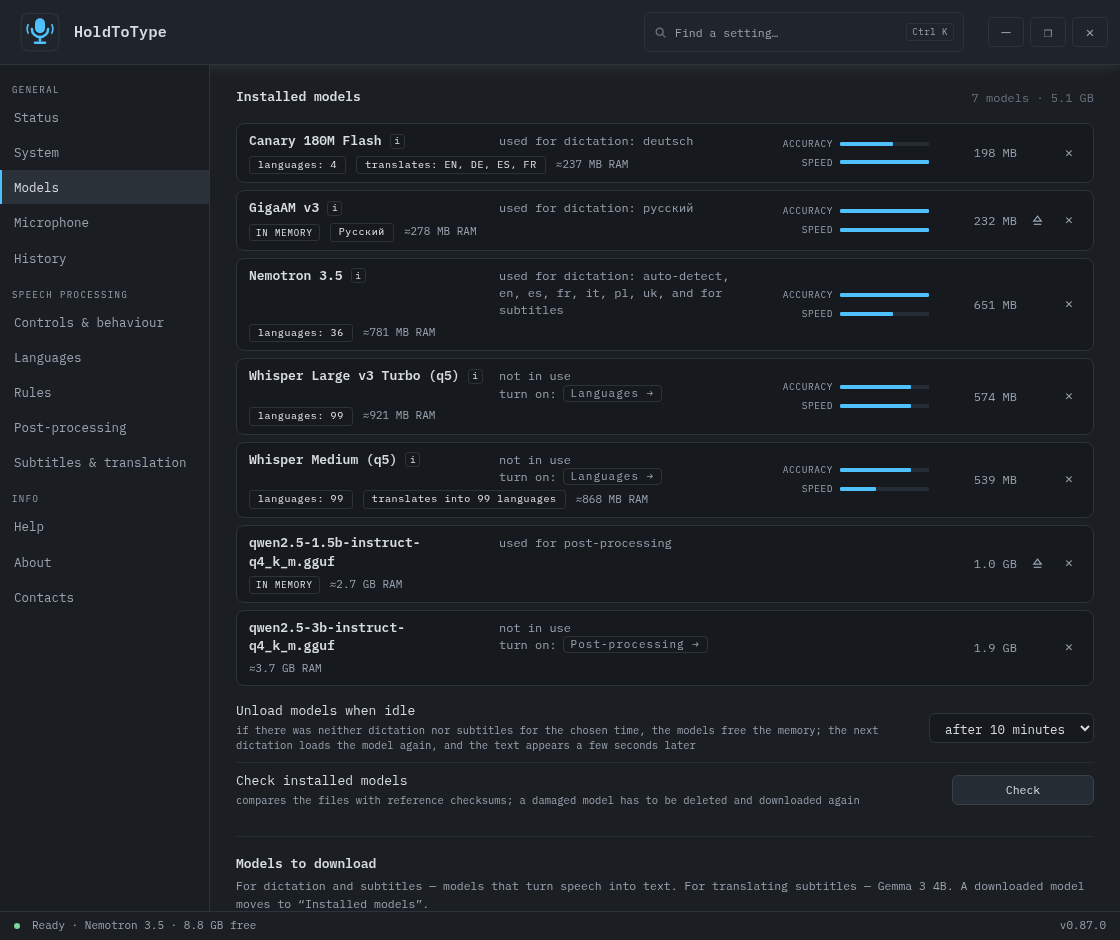 HoldToType
Find a setting…
Ctrl K
GENERAL
Status
System
Models
Microphone
History
SPEECH PROCESSING
Controls & behaviour
Languages
Rules
Post-processing
Subtitles & translation
INFO
Help
About
Contacts
Installed models
7 models · 5.1 GB
Canary 180M Flash i
used for dictation: deutsch
languages: 4 translates: EN, DE, ES, FR ≈237 MB RAM
ACCURACY
SPEED
198 MB ×
GigaAM v3 i
used for dictation: русский
IN MEMORY Русский ≈278 MB RAM
ACCURACY
SPEED
232 MB ×
Nemotron 3.5 i
used for dictation: auto-detect,
en, es, fr, it, pl, uk, and for
subtitles
languages: 36 ≈781 MB RAM
ACCURACY
SPEED
651 MB ×
Whisper Large v3 Turbo (q5) i
not in use
turn on: Languages →
languages: 99 ≈921 MB RAM
ACCURACY
SPEED
574 MB ×
Whisper Medium (q5) i
not in use
turn on: Languages →
languages: 99 translates into 99 languages ≈868 MB RAM
ACCURACY
SPEED
539 MB ×
qwen2.5-1.5b-instruct-
q4_k_m.gguf
used for post-processing
IN MEMORY ≈2.7 GB RAM
1.0 GB ×
qwen2.5-3b-instruct-
q4_k_m.gguf
not in use
turn on: Post-processing →
≈3.7 GB RAM
1.9 GB ×
Unload models when idle
if there was neither dictation nor subtitles for the chosen time, the models free the memory; the next
dictation loads the model again, and the text appears a few seconds later
after 10 minutes
Check installed models
compares the files with reference checksums; a damaged model has to be deleted and downloaded again
Check
Models to download
For dictation and subtitles — models that turn speech into text. For translating subtitles — Gemma 3 4B. A downloaded model
moves to “Installed models”.
Ready · Nemotron 3.5 · 8.8 GB free
v0.87.0